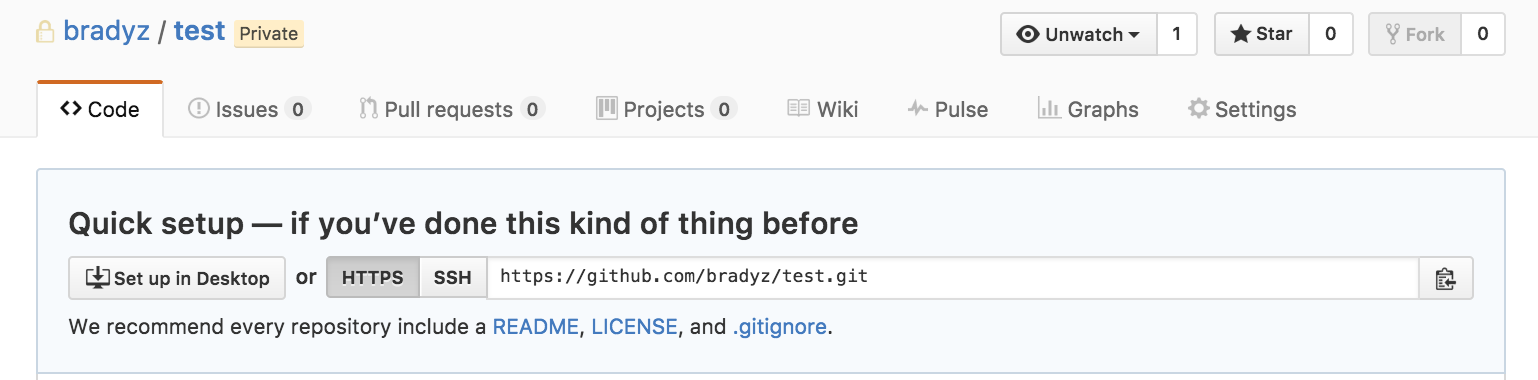 bradyz / test Private Unwatch 1 Star 0 Fork 0
Code Issues 0 Pull requests 0 Projects 0 Wiki Pulse Graphs Settings
Quick setup — if you’ve done this kind of thing before
Set up in Desktop or HTTPS SSH https://github.com/bradyz/test.git
We recommend every repository include a README, LICENSE, and .gitignore.